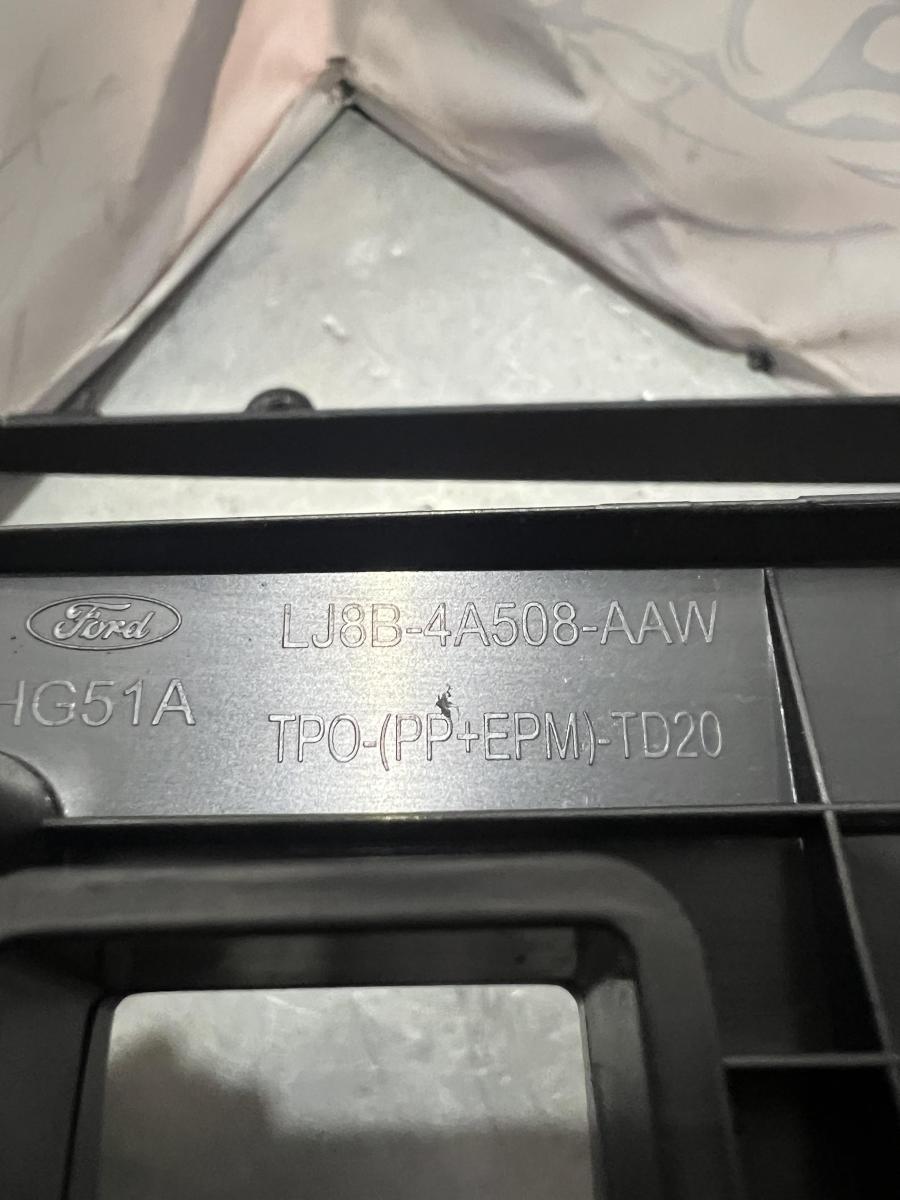 Ford LJ8B-4A508-AAW
HG51A TPO-(PP+EPM)-TD20